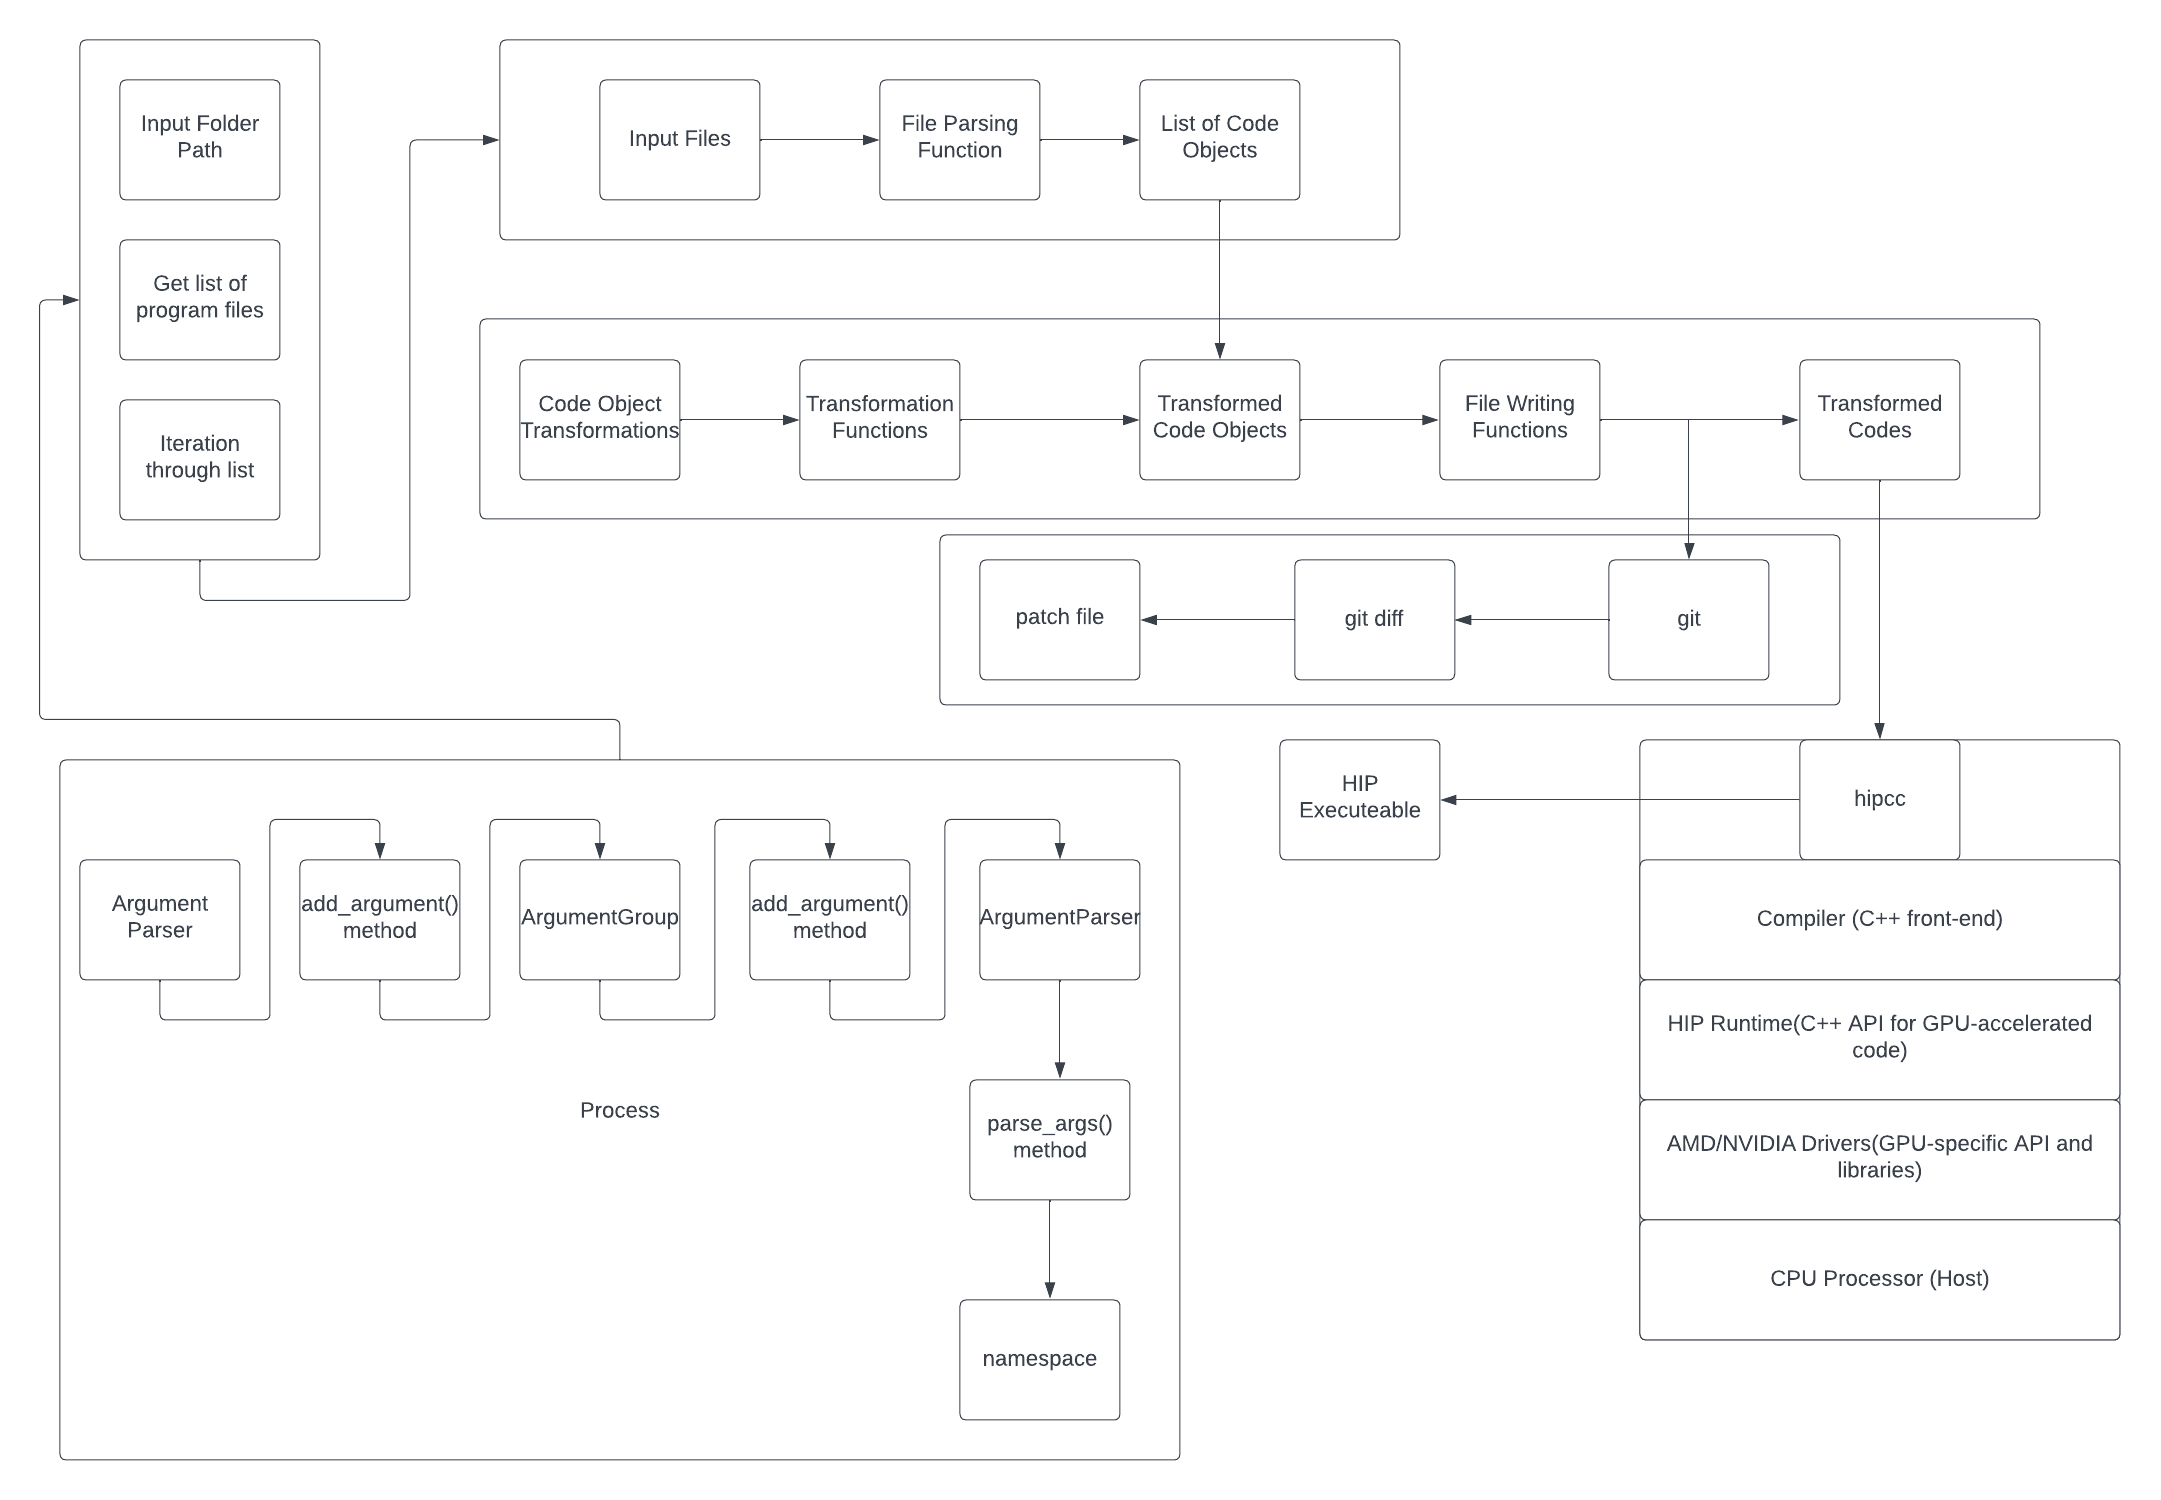 Input Folder
Path
Get list of
program files
Iteration
through list
Input Files
File Parsing
Function
List of Code
Objects
Code Object
Transformations
Transformation
Functions
Transformed
Code Objects
File Writing
Functions
Transformed
Codes
patch file
git diff
git
HIP
Executeable
hipcc
Compiler (C++ front-end)
HIP Runtime(C++ API for GPU-accelerated
code)
AMD/NVIDIA Drivers(GPU-specific API and
libraries)
CPU Processor (Host)
Argument
Parser
add_argument()
method
ArgumentGroup
add_argument()
method
ArgumentParser
Process
parse_args()
method
namespace